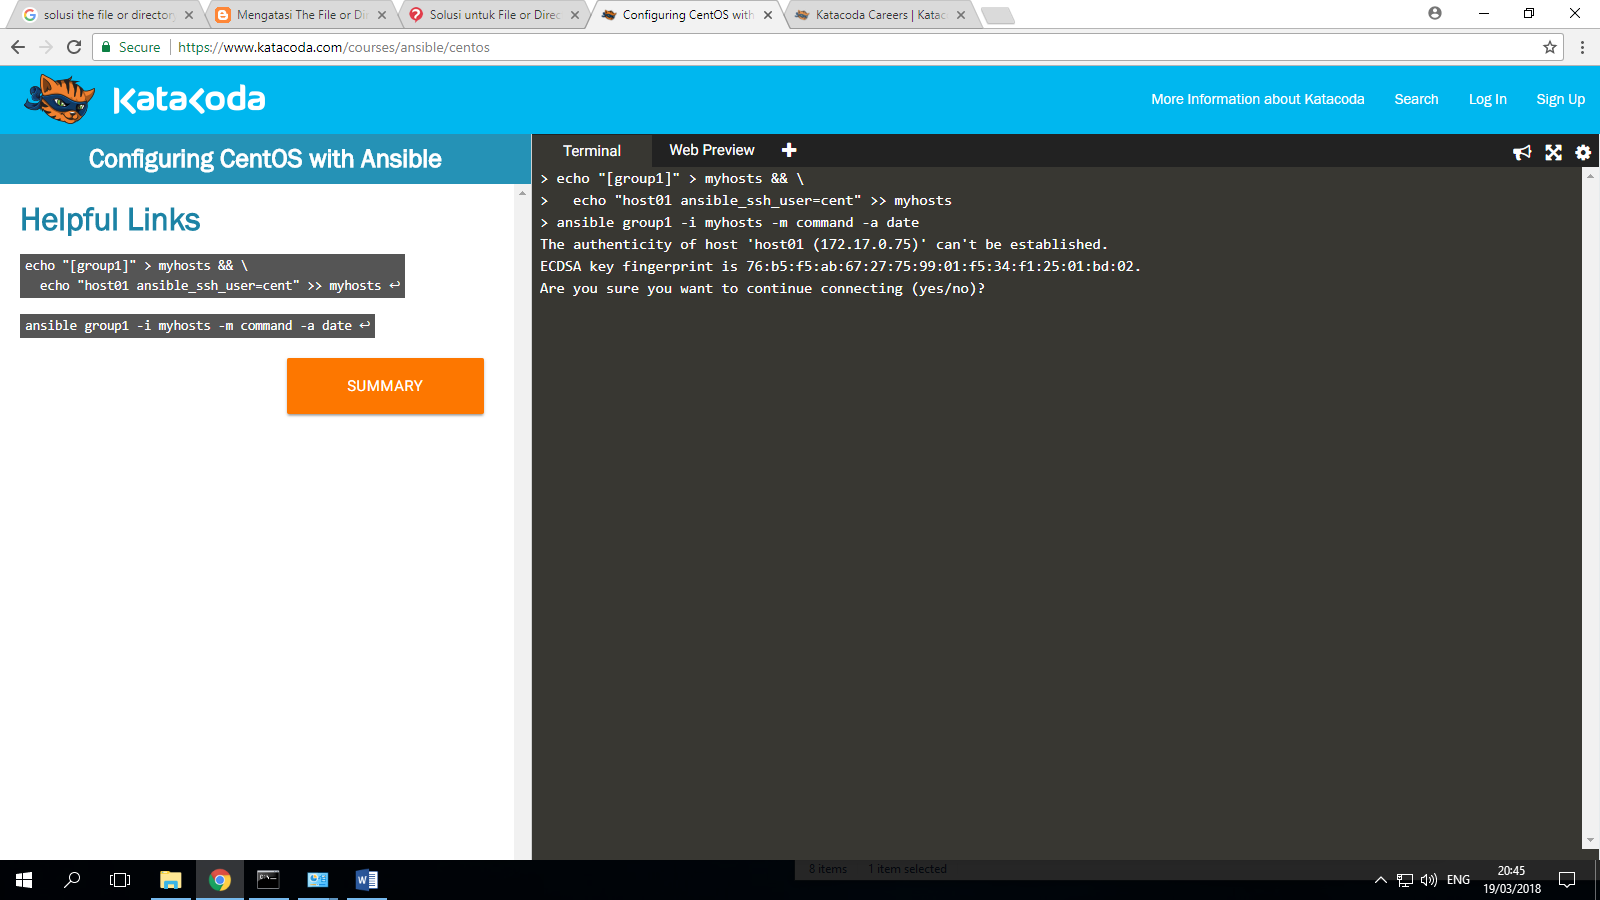 solusi the file or directory
Mengatasi The File or Di
Solusi untuk File or Direc
Configuring CentOS with
Katacoda Careers | Katac
Secure
https://www.katacoda.com/courses/ansible/centos
Katacoda
More Information about Katacoda
Search
Log In
Sign Up
Configuring CentOS with Ansible
Helpful Links
echo "[group1]" > myhosts && \
echo "host01 ansible_ssh_user=cent" >> myhosts ↩
ansible group1 -i myhosts -m command -a date ↩
SUMMARY
Terminal
Web Preview
> echo "[group1]" > myhosts && \
>   echo "host01 ansible_ssh_user=cent" >> myhosts
> ansible group1 -i myhosts -m command -a date
The authenticity of host 'host01 (172.17.0.75)' can't be established.
ECDSA key fingerprint is 76:b5:f5:ab:67:27:75:99:01:f5:34:f1:25:01:bd:02.
Are you sure you want to continue connecting (yes/no)?
8 items
1 item selected
ENG
20:45
19/03/2018